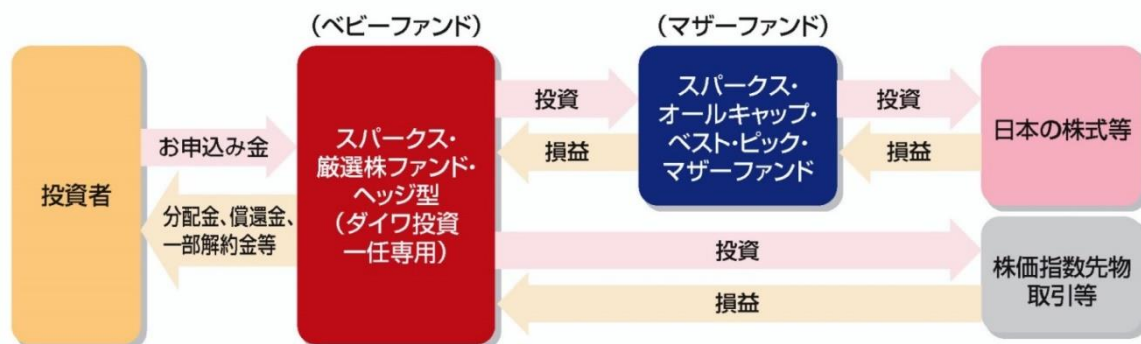 （ベビーファンド）
（マザーファンド）
投資者
お申込み金
分配金、償還金、
一部解約金等
スパークス・
厳選株ファンド・
ヘッジ型
（ダイワ投資
一任専用）
投資
損益
スパークス・
オールキャップ・
ベスト・ピック・
マザーファンド
投資
損益
日本の株式等
投資
損益
株価指数先物
取引等